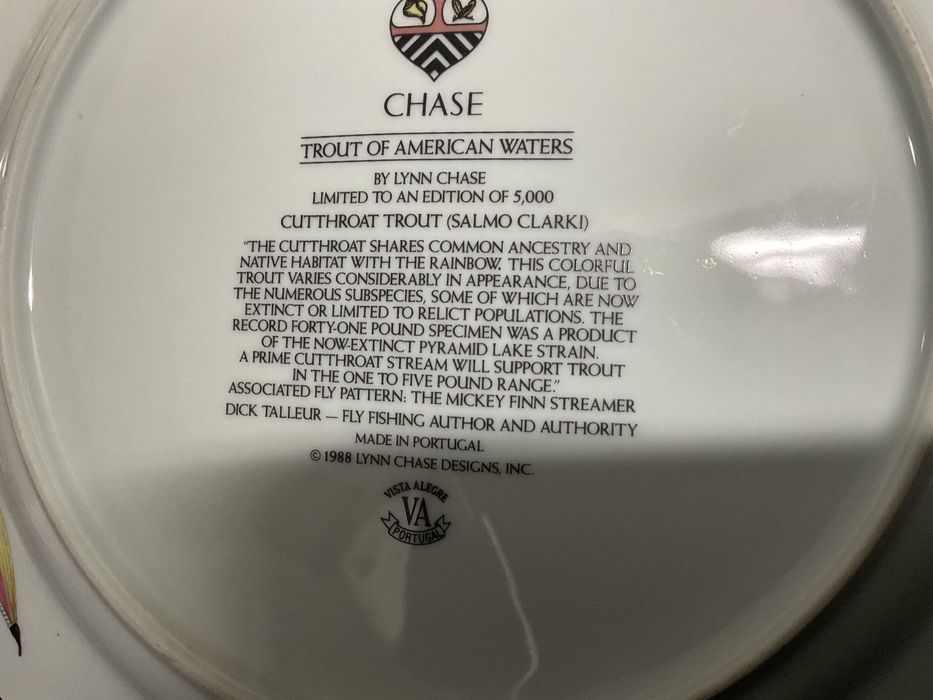 CHASE
TROUT OF AMERICAN WATERS
BY LYNN CHASE
LIMITED TO AN EDITION OF 5,000
CUTTHROAT TROUT (SALMO CLARKI)
"THE CUTTHROAT SHARES COMMON ANCESTRY AND
NATIVE HABITAT WITH THE RAINBOW. THIS COLORFUL
TROUT VARIES CONSIDERABLY IN APPEARANCE, DUE TO
THE NUMEROUS SUBSPECIES, SOME OF WHICH ARE NOW
EXTINCT OR LIMITED TO RELICT POPULATIONS. THE
RECORD FORTY-ONE POUND SPECIMEN WAS A PRODUCT
OF THE NOW-EXTINCT PYRAMID LAKE STRAIN.
A PRIME CUTTHROAT STREAM WILL SUPPORT TROUT
IN THE ONE TO FIVE POUND RANGE."
ASSOCIATED FLY PATTERN: THE MICKEY FINN STREAMER
DICK TALLEUR — FLY FISHING AUTHOR AND AUTHORITY
MADE IN PORTUGAL
© 1988 LYNN CHASE DESIGNS, INC.
VISTA ALEGRE
VA
PORTUGAL